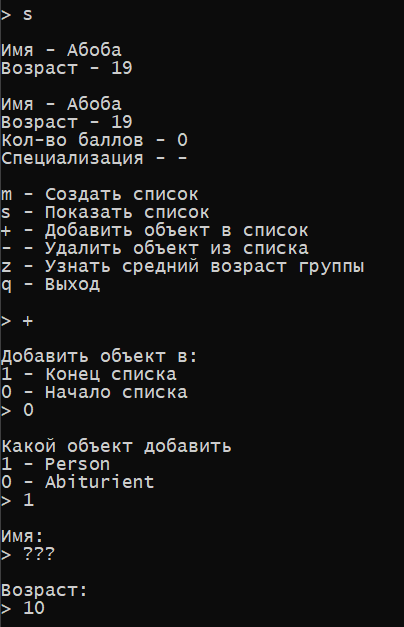 > s
Имя - Абоба
Возраст - 19
Имя - Абоба
Возраст - 19
Кол-во баллов - 0
Специализация - -
m - Создать список
s - Показать список
+ - Добавить объект в список
- - Удалить объект из списка
z - Узнать средний возраст группы
q - Выход
> +
Добавить объект в:
1 - Конец списка
0 - Начало списка
> 0
Какой объект добавить
1 - Person
0 - Abiturient
> 1
Имя:
> ???
Возраст:
> 10